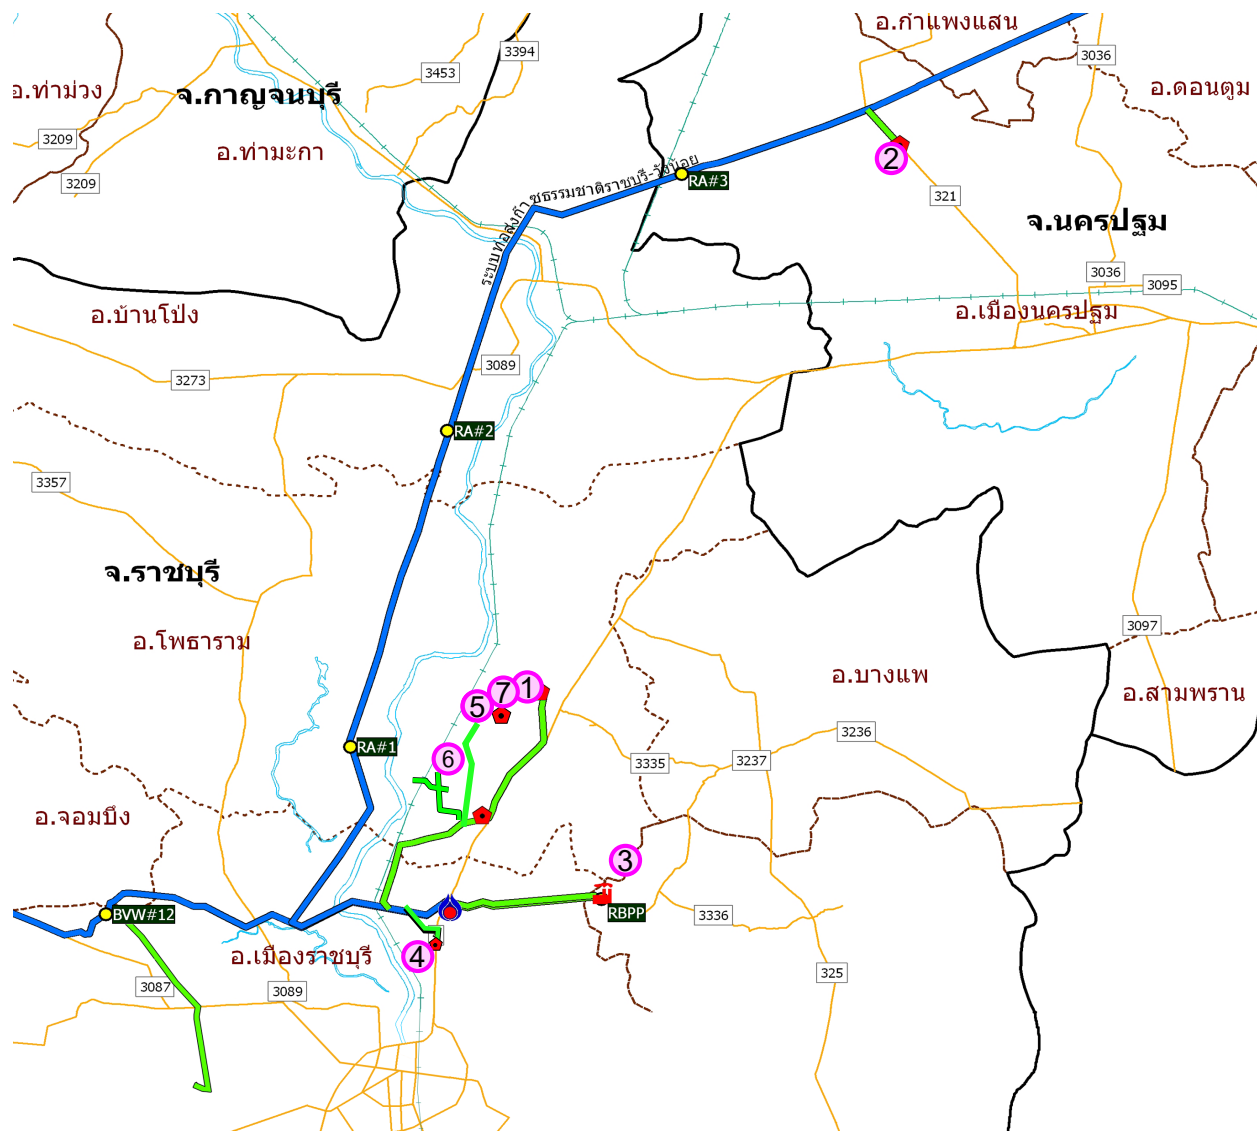 อ.กำแพงแสน
3394
3036
3453
อ.ท่าม่วง
จ.กาญจนบุรี
อ.ดอนตูม
3209
อ.ท่ามะกา
2
3209
RA#3
321
ระบบท่อส่งก๊าซธรรมชาติราชบุรี-วังน้อย
จ.นครปฐม
3036
3095
อ.บ้านโป่ง
อ.เมืองนครปฐม
3089
3273
RA#2
3357
จ.ราชบุรี
3097
อ.โพธาราม
อ.บางแพ
อ.สามพราน
1
7
5
3236
RA#1
6
3335
3237
อ.จอมบึง
3
BVW#12
RBPP
3336
อ.เมืองราชบุรี
4
325
3087
3089